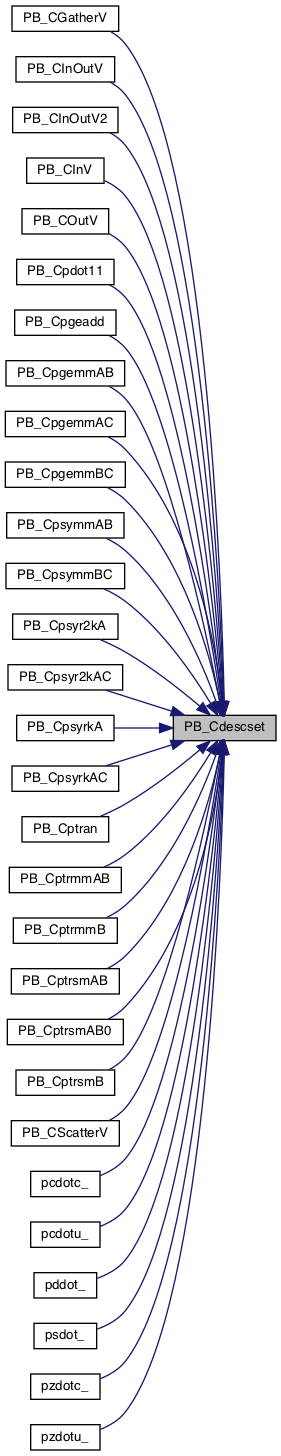 PB_CGatherV
PB_CInOutV
PB_CInOutV2
PB_CInV
PB_COutV
PB_Cpdot11
PB_Cpgeadd
PB_CpgemmAB
PB_CpgemmAC
PB_CpgemmBC
PB_CpsymmAB
PB_CpsymmBC
PB_Cpsyr2kA
PB_Cpsyr2kAC
PB_CpsyrkA
PB_Cdescset
PB_CpsyrkAC
PB_Cptran
PB_CptrmmAB
PB_CptrmmB
PB_CptrsmAB
PB_CptrsmAB0
PB_CptrsmB
PB_CScatterV
pcdotc_
pcdotu_
pddot_
psdot_
pzdotc_
pzdotu_